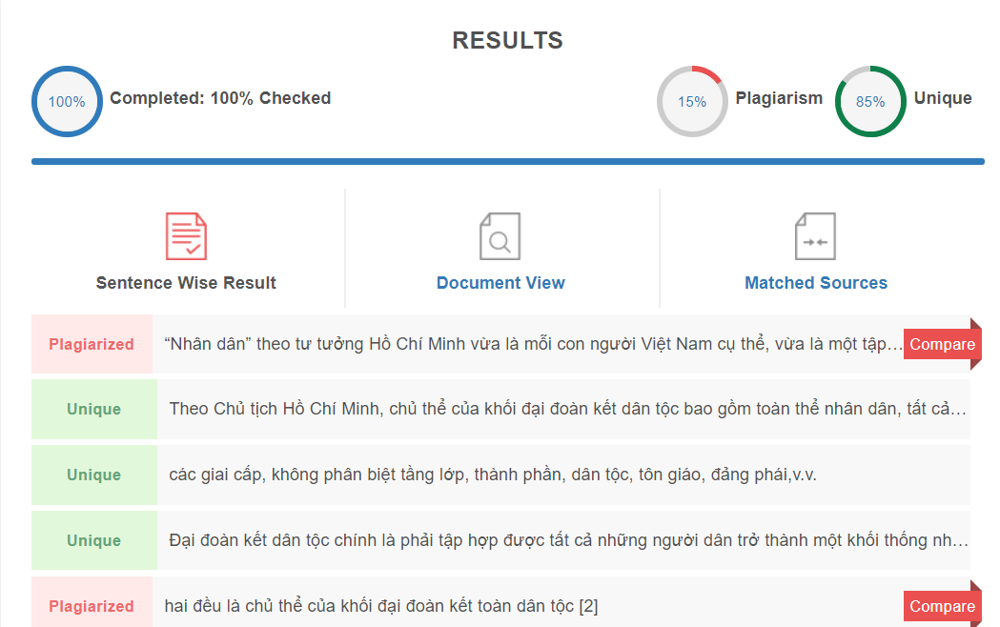 RESULTS
100% Completed: 100% Checked 15% Plagiarism 85% Unique
Sentence Wise Result Document View Matched Sources
Plagiarized “Nhân dân” theo tư tưởng Hồ Chí Minh vừa là mỗi con người Việt Nam cụ thể, vừa là một tập... Compare
Unique Theo Chủ tịch Hồ Chí Minh, chủ thể của khối đại đoàn kết dân tộc bao gồm toàn thể nhân dân, tất cả...
Unique các giai cấp, không phân biệt tầng lớp, thành phần, dân tộc, tôn giáo, đảng phái,v.v.
Unique Đại đoàn kết dân tộc chính là phải tập hợp được tất cả những người dân trở thành một khối thống nh...
Plagiarized hai đều là chủ thể của khối đại đoàn kết toàn dân tộc [2] Compare